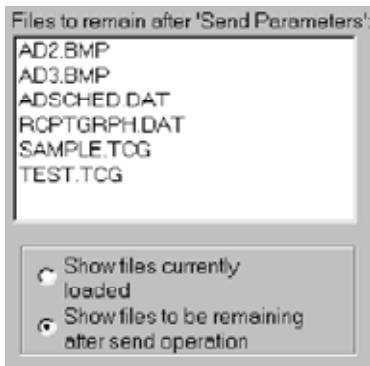 Files to remain after 'Send Parameters':
AD2.BMP
AD3.BMP
ADSCHED.DAT
RCPTGRPH.DAT
SAMPLE.TCG
TEST.TCG
Show files currently
loaded
Show files to be remaining
after send operation